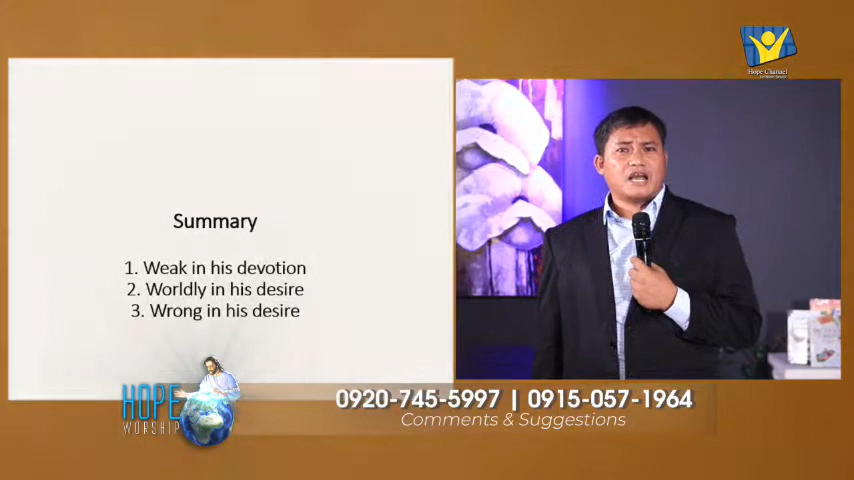 Hope Channel
Summary
1. Weak in his devotion
2. Worldly in his desire
3. Wrong in his desire
HOPE
WORSHIP
0920-745-5997 | 0915-057-1964
Comments & Suggestions